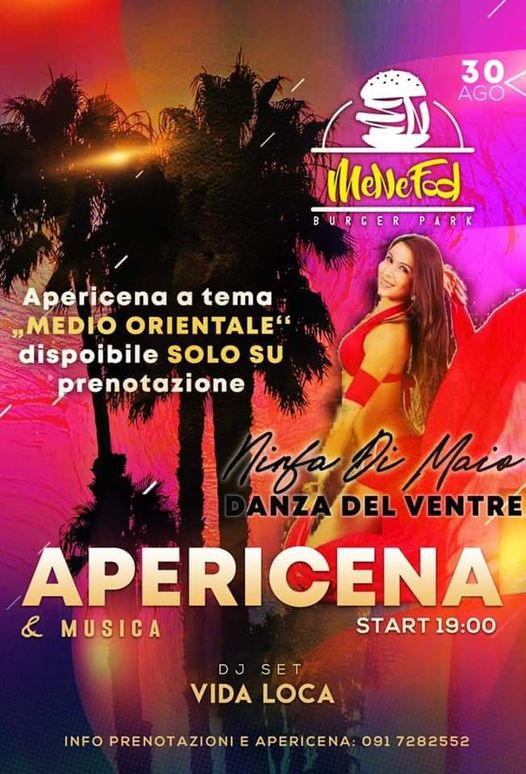 30
AGO
MeNeFod
BURGER PARK
Apericena a tema
„MEDIO ORIENTALE“
dispoibile SOLO SU
prenotazione
Ninfa Di Maio
DANZA DEL VENTRE
APERICENA
& MUSICA
START 19:00
DJ SET
VIDA LOCA
INFO PRENOTAZIONI E APERICENA: 091 7282552